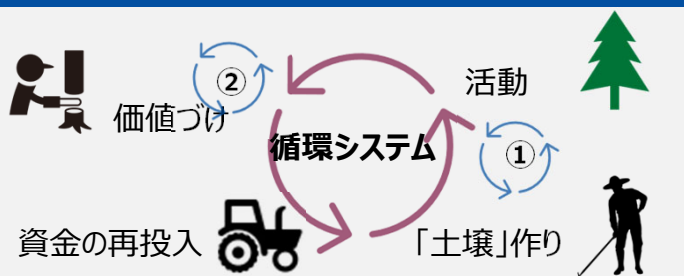 ②
活動
価値づけ
循環システム
①
資金の再投入
「土壌」作り